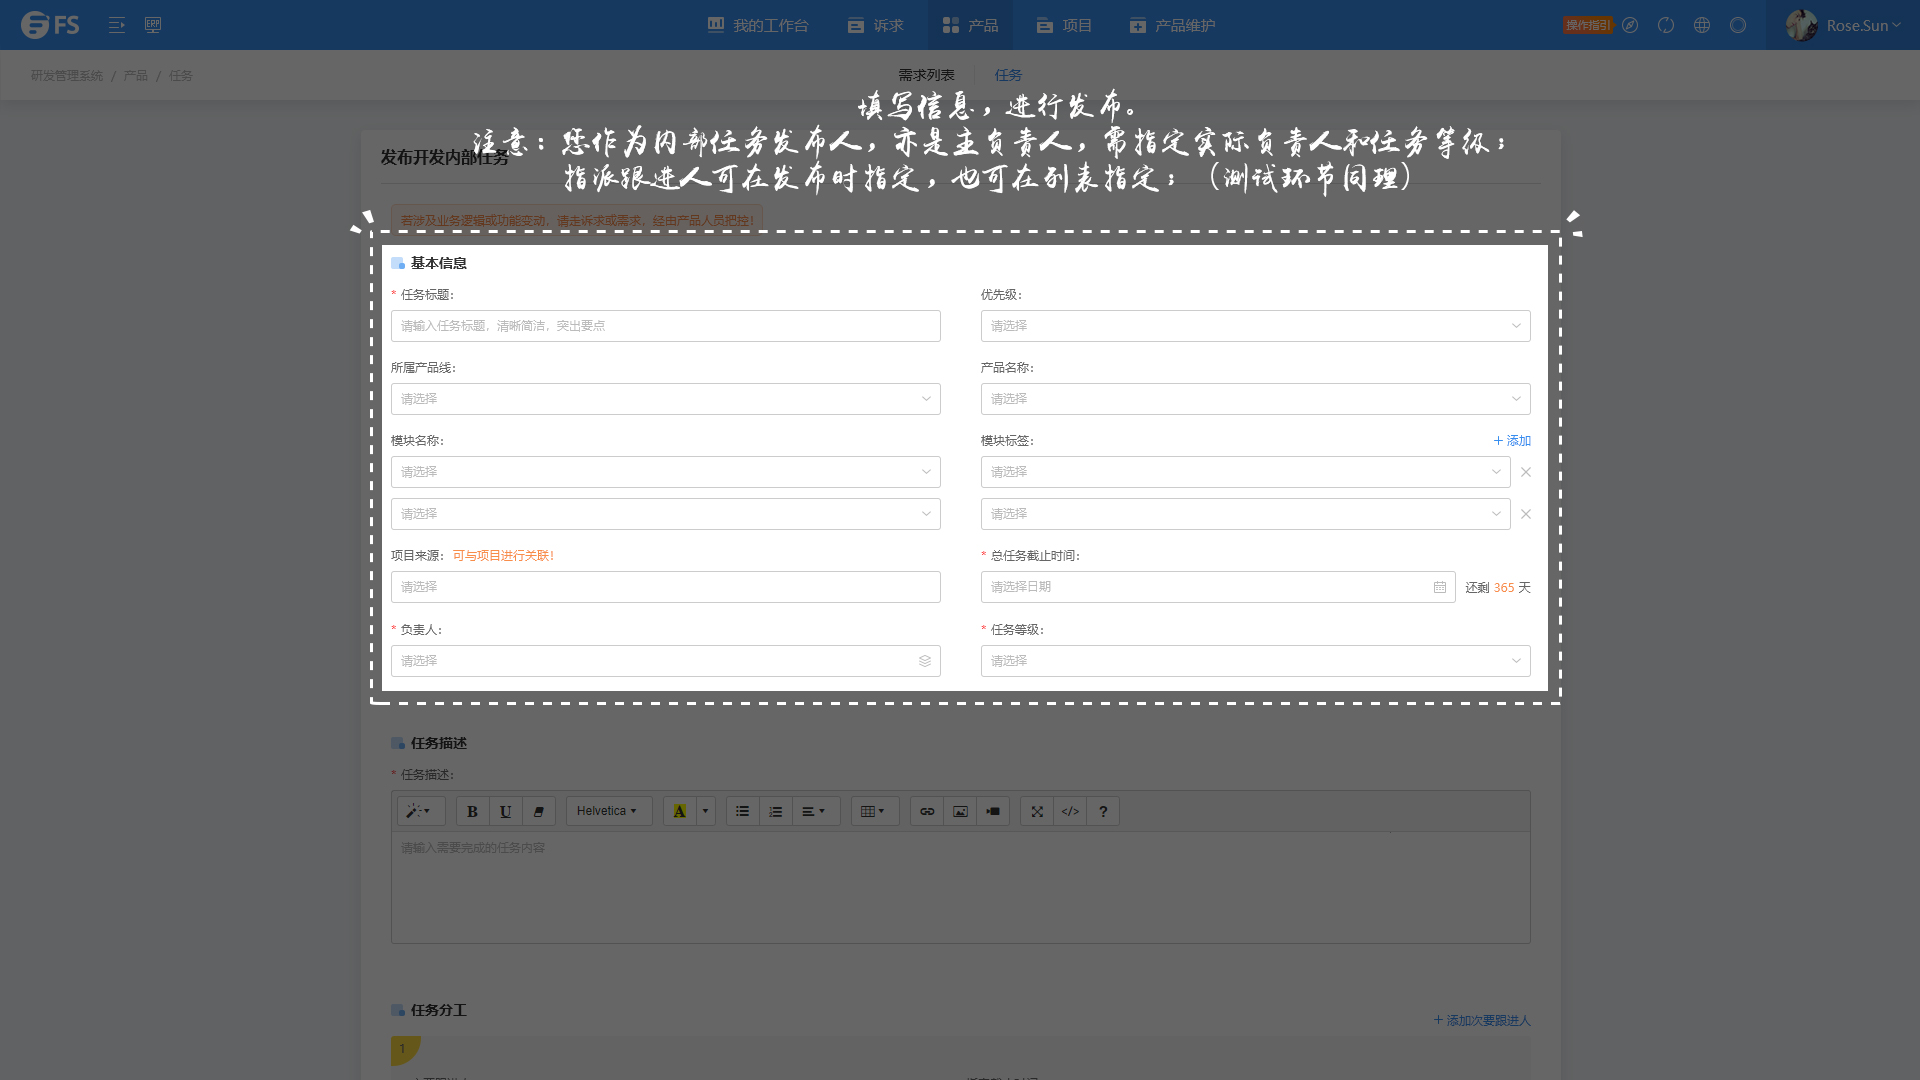 FS
ERP
我的工作台
诉求
产品
项目
产品维护
操作指引
Rose.Sun
研发管理系统 / 产品 / 任务
需求列表
任务
填写信息，进行发布。
发布开发内部任务
注意：您作为内部任务发布人，亦是主负责人，需指定实际负责人和任务等级；
指派跟进人可在发布时指定，也可在列表指定；（测试环节同理）
若涉及业务逻辑或功能变动，请走诉求或需求，经由产品人员把控！
基本信息
* 任务标题：
优先级：
请输入任务标题，清晰简洁，突出要点
请选择
所属产品线：
产品名称：
请选择
请选择
模块名称：
模块标签：
+ 添加
请选择
请选择
请选择
请选择
项目来源： 可与项目进行关联！
* 总任务截止时间：
请选择
请选择日期
还剩 365 天
* 负责人：
* 任务等级：
请选择
请选择
任务描述
* 任务描述：
B U Helvetica A </> ?
请输入需要完成的任务内容
任务分工
+ 添加次要跟进人
1